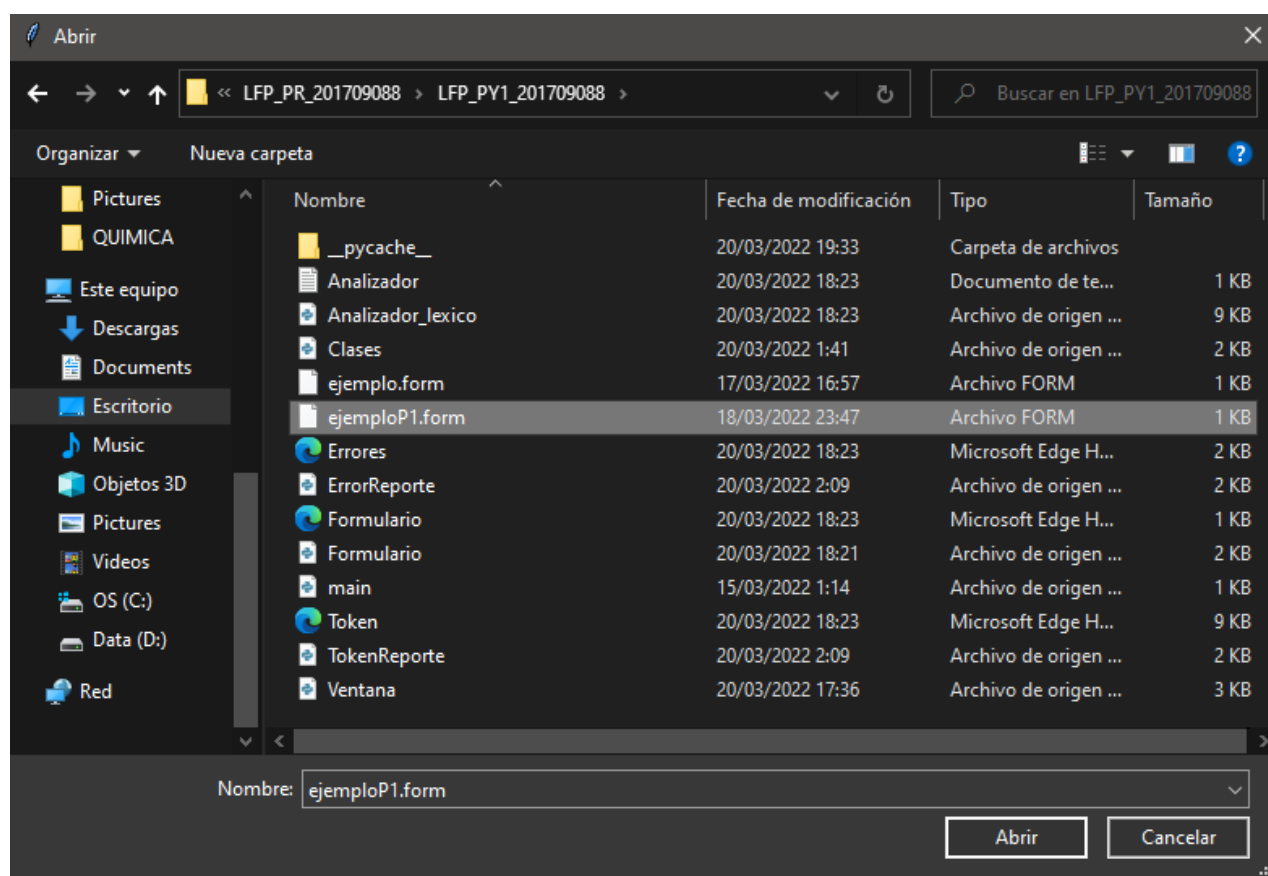 Abrir
« LFP_PR_201709088 › LFP_PY1_201709088 ›
Buscar en LFP_PY1_201709088
Organizar Nueva carpeta
Pictures
QUIMICA
Este equipo
Descargas
Documents
Escritorio
Music
Objetos 3D
Pictures
Videos
OS (C:)
Data (D:)
Red
Nombre Fecha de modificación Tipo Tamaño
__pycache__ 20/03/2022 19:33 Carpeta de archivos
Analizador 20/03/2022 18:23 Documento de te... 1 KB
Analizador_lexico 20/03/2022 18:23 Archivo de origen ... 9 KB
Clases 20/03/2022 1:41 Archivo de origen ... 2 KB
ejemplo.form 17/03/2022 16:57 Archivo FORM 1 KB
ejemploP1.form 18/03/2022 23:47 Archivo FORM 1 KB
Errores 20/03/2022 18:23 Microsoft Edge H... 2 KB
ErrorReporte 20/03/2022 2:09 Archivo de origen ... 2 KB
Formulario 20/03/2022 18:23 Microsoft Edge H... 1 KB
Formulario 20/03/2022 18:21 Archivo de origen ... 2 KB
main 15/03/2022 1:14 Archivo de origen ... 1 KB
Token 20/03/2022 18:23 Microsoft Edge H... 9 KB
TokenReporte 20/03/2022 2:09 Archivo de origen ... 2 KB
Ventana 20/03/2022 17:36 Archivo de origen ... 3 KB
Nombre: ejemploP1.form
Abrir Cancelar